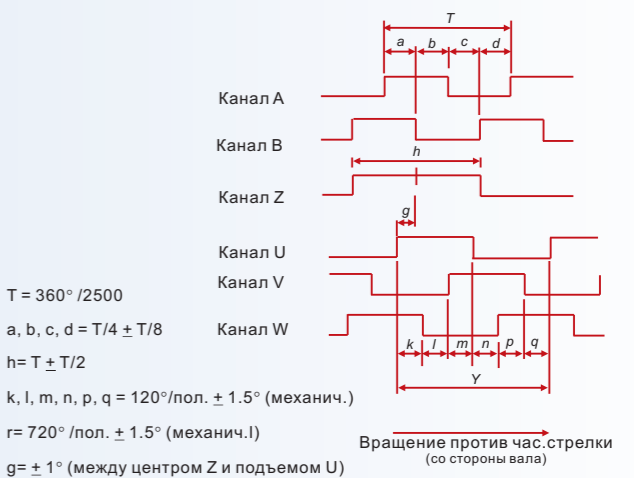 T
a b c d
Канал A
Канал B
h
Канал Z
g
Канал U
Канал V
Канал W
k l m n p q
Y
T = 360° /2500
a, b, c, d = T/4 ± T/8
h= T ± T/2
k, l, m, n, p, q = 120°/пол. ± 1.5° (механич.)
r= 720° /пол. ± 1.5° (механич.l)
g= ± 1° (между центром Z и подъемом U)
Вращение против час.стрелки
(со стороны вала)